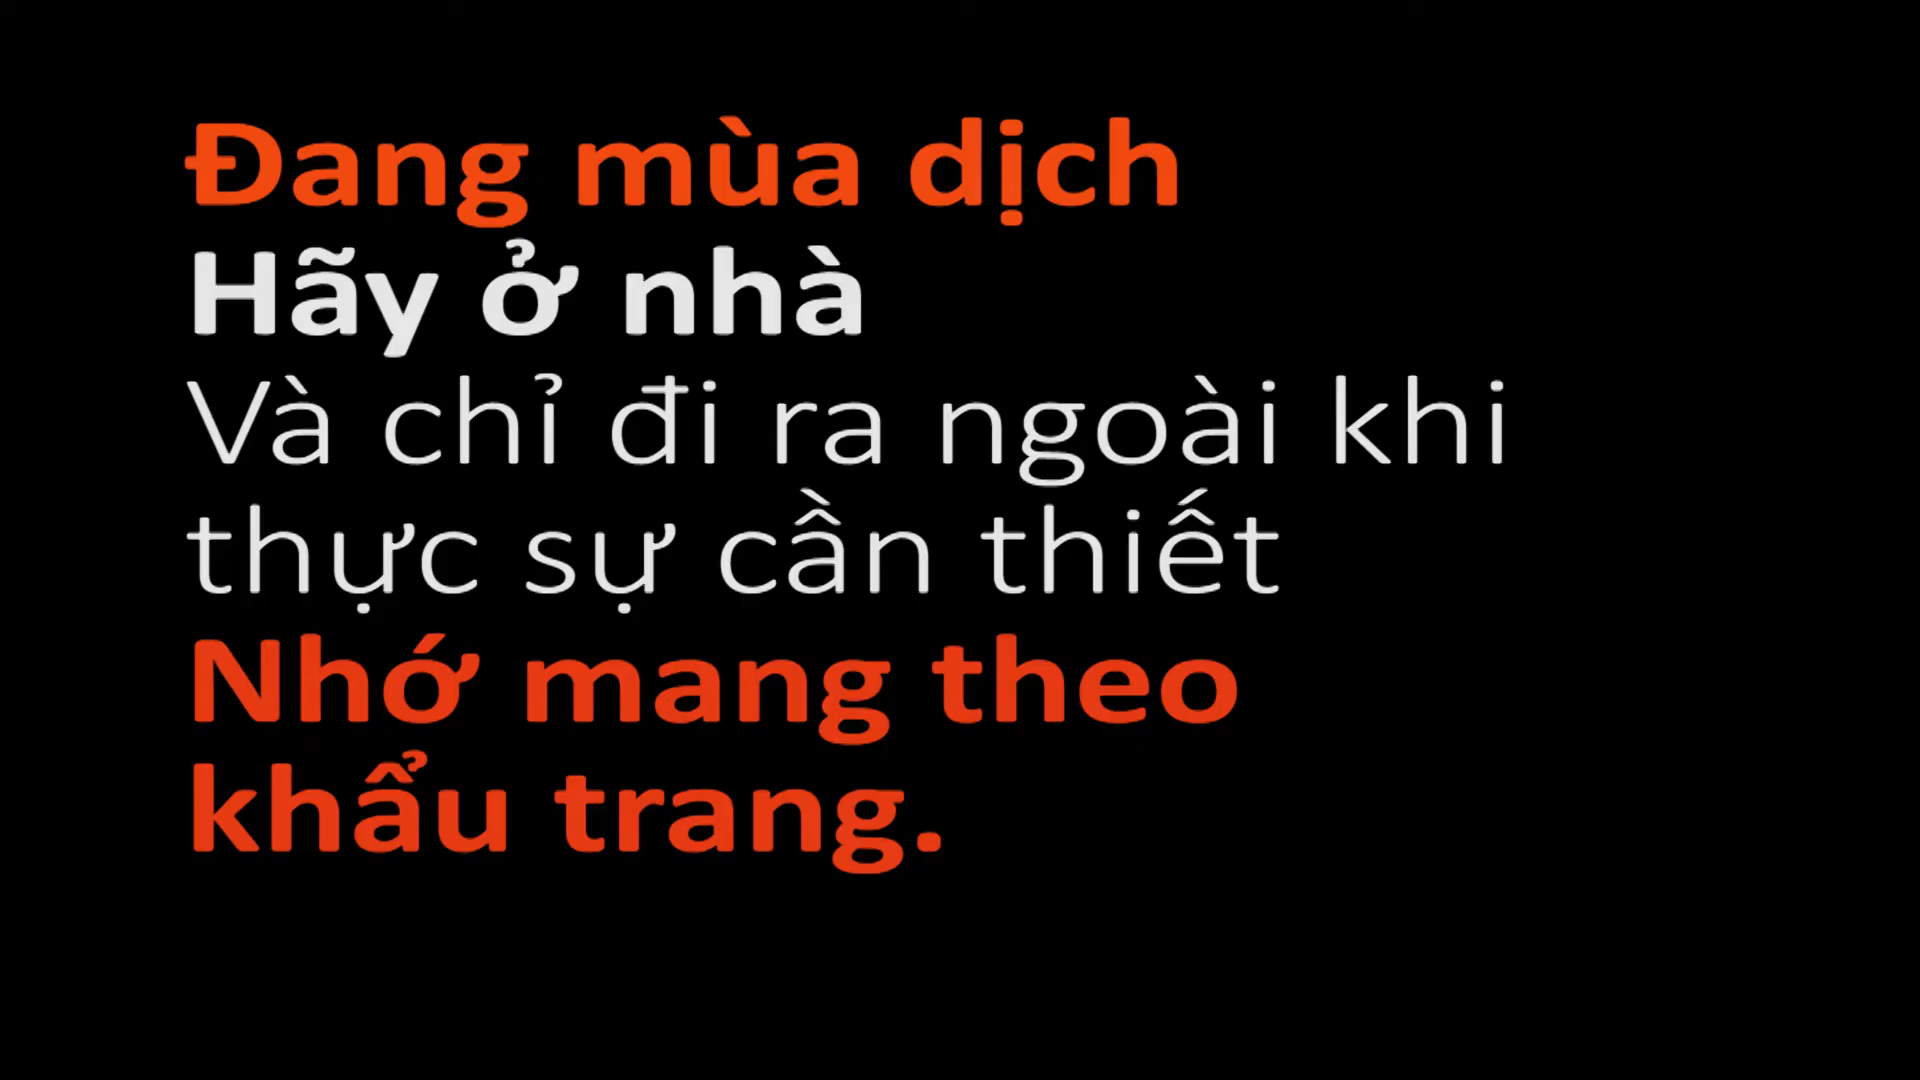 Đang mùa dịch
Hãy ở nhà
Và chỉ đi ra ngoài khi
thực sự cần thiết
Nhớ mang theo
khẩu trang.